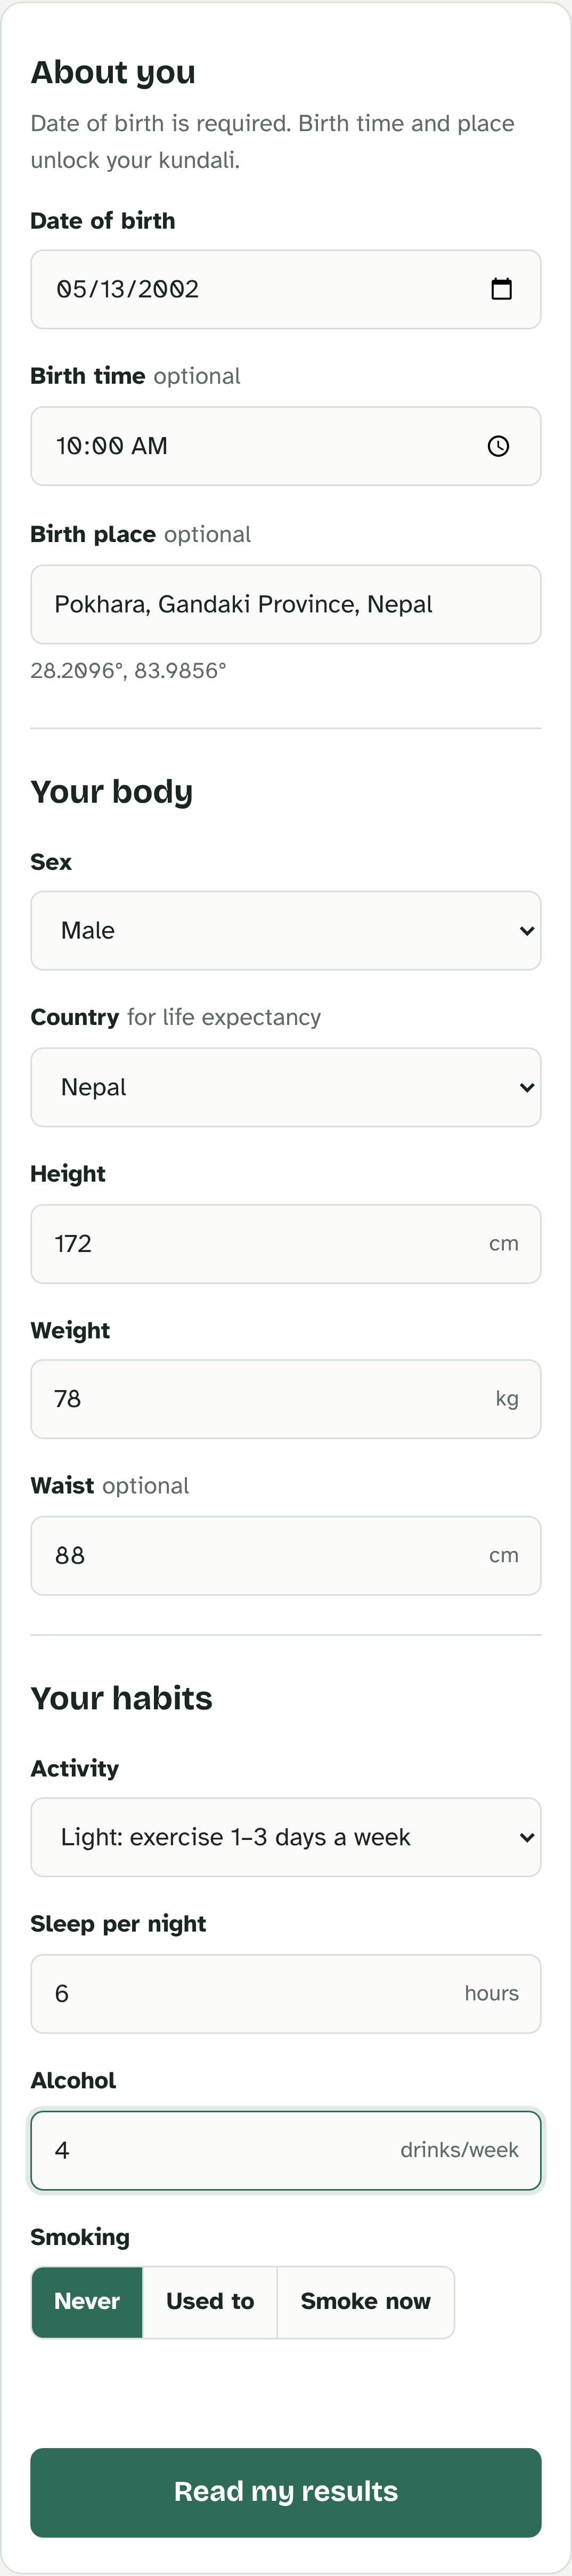 About you
Date of birth is required. Birth time and place
unlock your kundali.
Date of birth
05/13/2002
Birth time optional
10:00 AM
Birth place optional
Pokhara, Gandaki Province, Nepal
28.2096°, 83.9856°
Your body
Sex
Male
Country for life expectancy
Nepal
Height
172 cm
Weight
78 kg
Waist optional
88 cm
Your habits
Activity
Light: exercise 1–3 days a week
Sleep per night
6 hours
Alcohol
4 drinks/week
Smoking
Never Used to Smoke now
Read my results